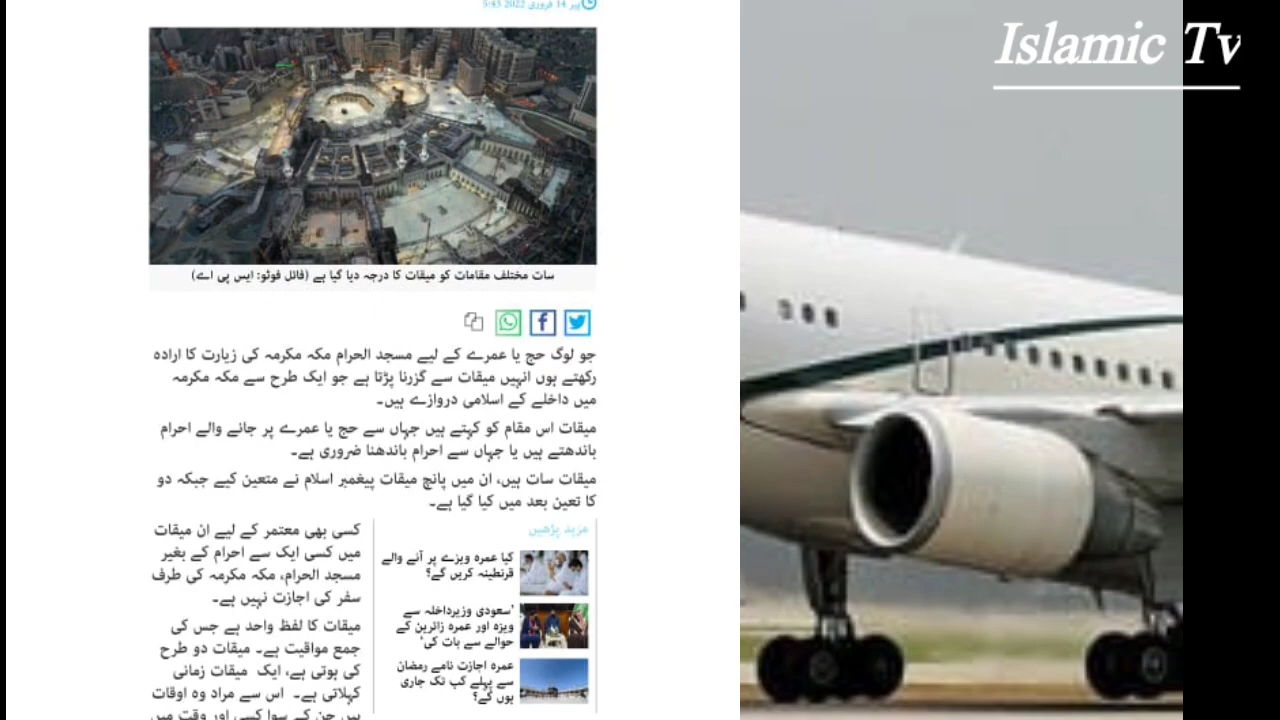 پیر 14 فروری 2022 5:43
Islamic Tv
سات مختلف مقامات کو میقات کا درجہ دیا گیا ہے (فائل فوٹو: ایس پی اے)
جو لوگ حج یا عمرے کے لیے مسجد الحرام مکہ مکرمہ کی زیارت کا ارادہ
رکھتے ہوں انہیں میقات سے گزرنا پڑتا ہے جو ایک طرح سے مکہ مکرمہ
میں داخلے کے اسلامی دروازے ہیں۔
میقات اس مقام کو کہتے ہیں جہاں سے حج یا عمرے پر جانے والے احرام
باندھتے ہیں یا جہاں سے احرام باندھنا ضروری ہے۔
میقات سات ہیں، ان میں پانچ میقات پیغمبر اسلام نے متعین کیے جبکہ دو
کا تعین بعد میں کیا گیا ہے۔
مزید پڑھیں
کیا عمرہ ویزے پر آنے والے
قرنطینہ کریں گے؟
'سعودی وزیرداخلہ سے
ویزہ اور عمرہ زائرین کے
حوالے سے بات کی'
عمرہ اجازت نامے رمضان
سے پہلے کب تک جاری
ہوں گے؟
کسی بھی معتمر کے لیے ان میقات
میں کسی ایک سے احرام کے بغیر
مسجد الحرام، مکہ مکرمہ کی طرف
سفر کی اجازت نہیں ہے۔
میقات کا لفظ واحد ہے جس کی
جمع مواقیت ہے۔ میقات دو طرح
کی ہوتی ہے، ایک میقات زمانی
کہلاتی ہے۔ اس سے مراد وہ اوقات
ہیں جن کے سوا کسی اور وقت میں